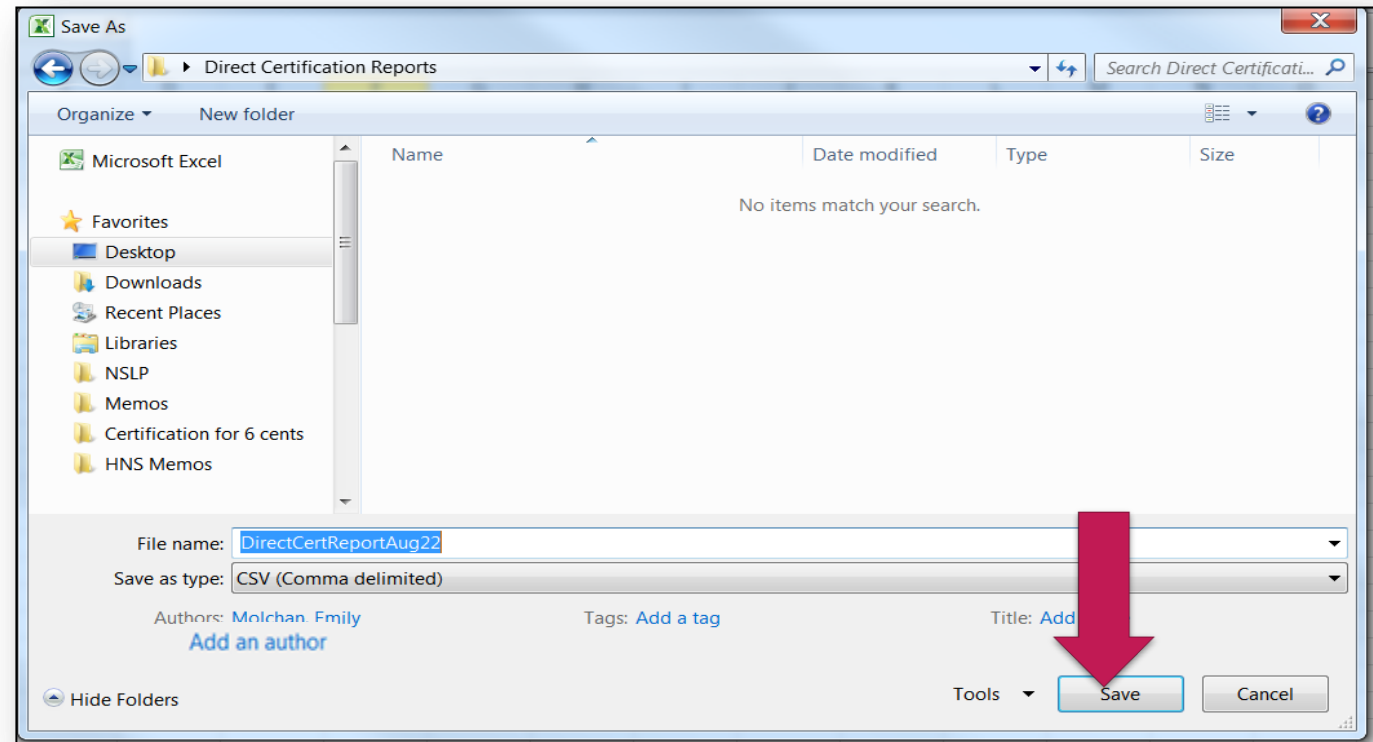 Save As
Direct Certification Reports
Search Direct Certificati...
Organize New folder
Name Date modified Type Size
No items match your search.
Microsoft Excel
Favorites
Desktop
Downloads
Recent Places
Libraries
NSLP
Memos
Certification for 6 cents
HNS Memos
File name: DirectCertReportAug22
Save as type: CSV (Comma delimited)
Authors: Molchan, Emily Tags: Add a tag Title: Add
Add an author
Hide Folders Tools Save Cancel